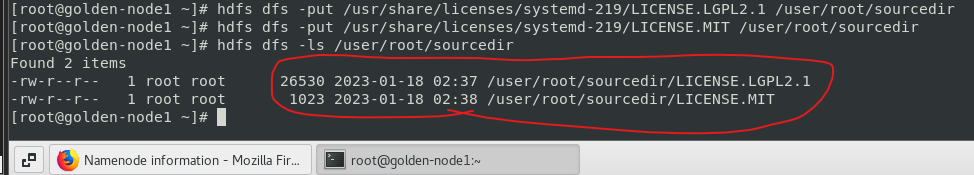 [root@golden-node1 ~]# hdfs dfs -put /usr/share/licenses/systemd-219/LICENSE.LGPL2.1 /user/root/sourcedir
[root@golden-node1 ~]# hdfs dfs -put /usr/share/licenses/systemd-219/LICENSE.MIT /user/root/sourcedir
[root@golden-node1 ~]# hdfs dfs -ls /user/root/sourcedir
Found 2 items
-rw-r--r--   1 root root      26530 2023-01-18 02:37 /user/root/sourcedir/LICENSE.LGPL2.1
-rw-r--r--   1 root root       1023 2023-01-18 02:38 /user/root/sourcedir/LICENSE.MIT
[root@golden-node1 ~]#
Namenode information - Mozilla Fir... root@golden-node1:~